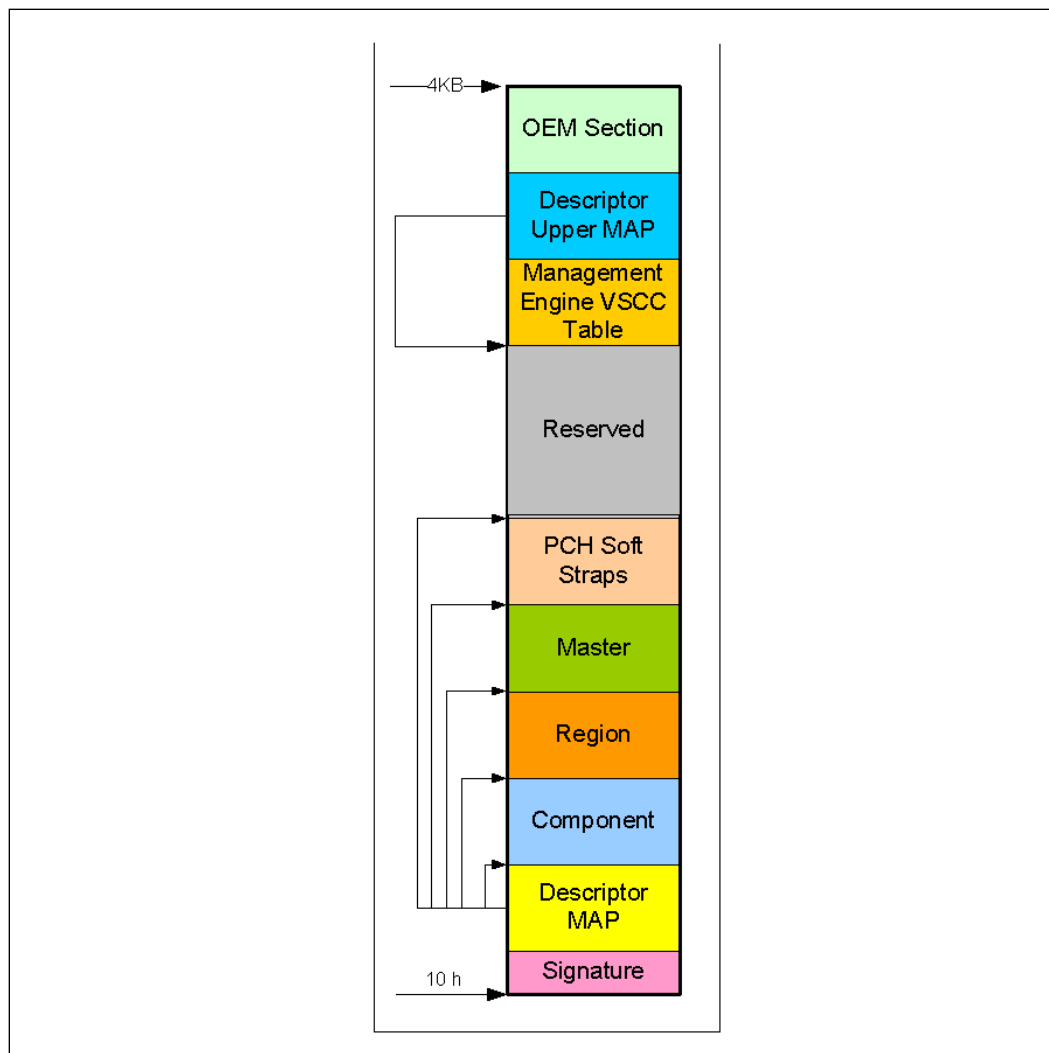 4KB
OEM Section
Descriptor
Upper MAP
Management
Engine VSCC
Table
Reserved
PCH Soft
Straps
Master
Region
Component
Descriptor
MAP
Signature
10 h